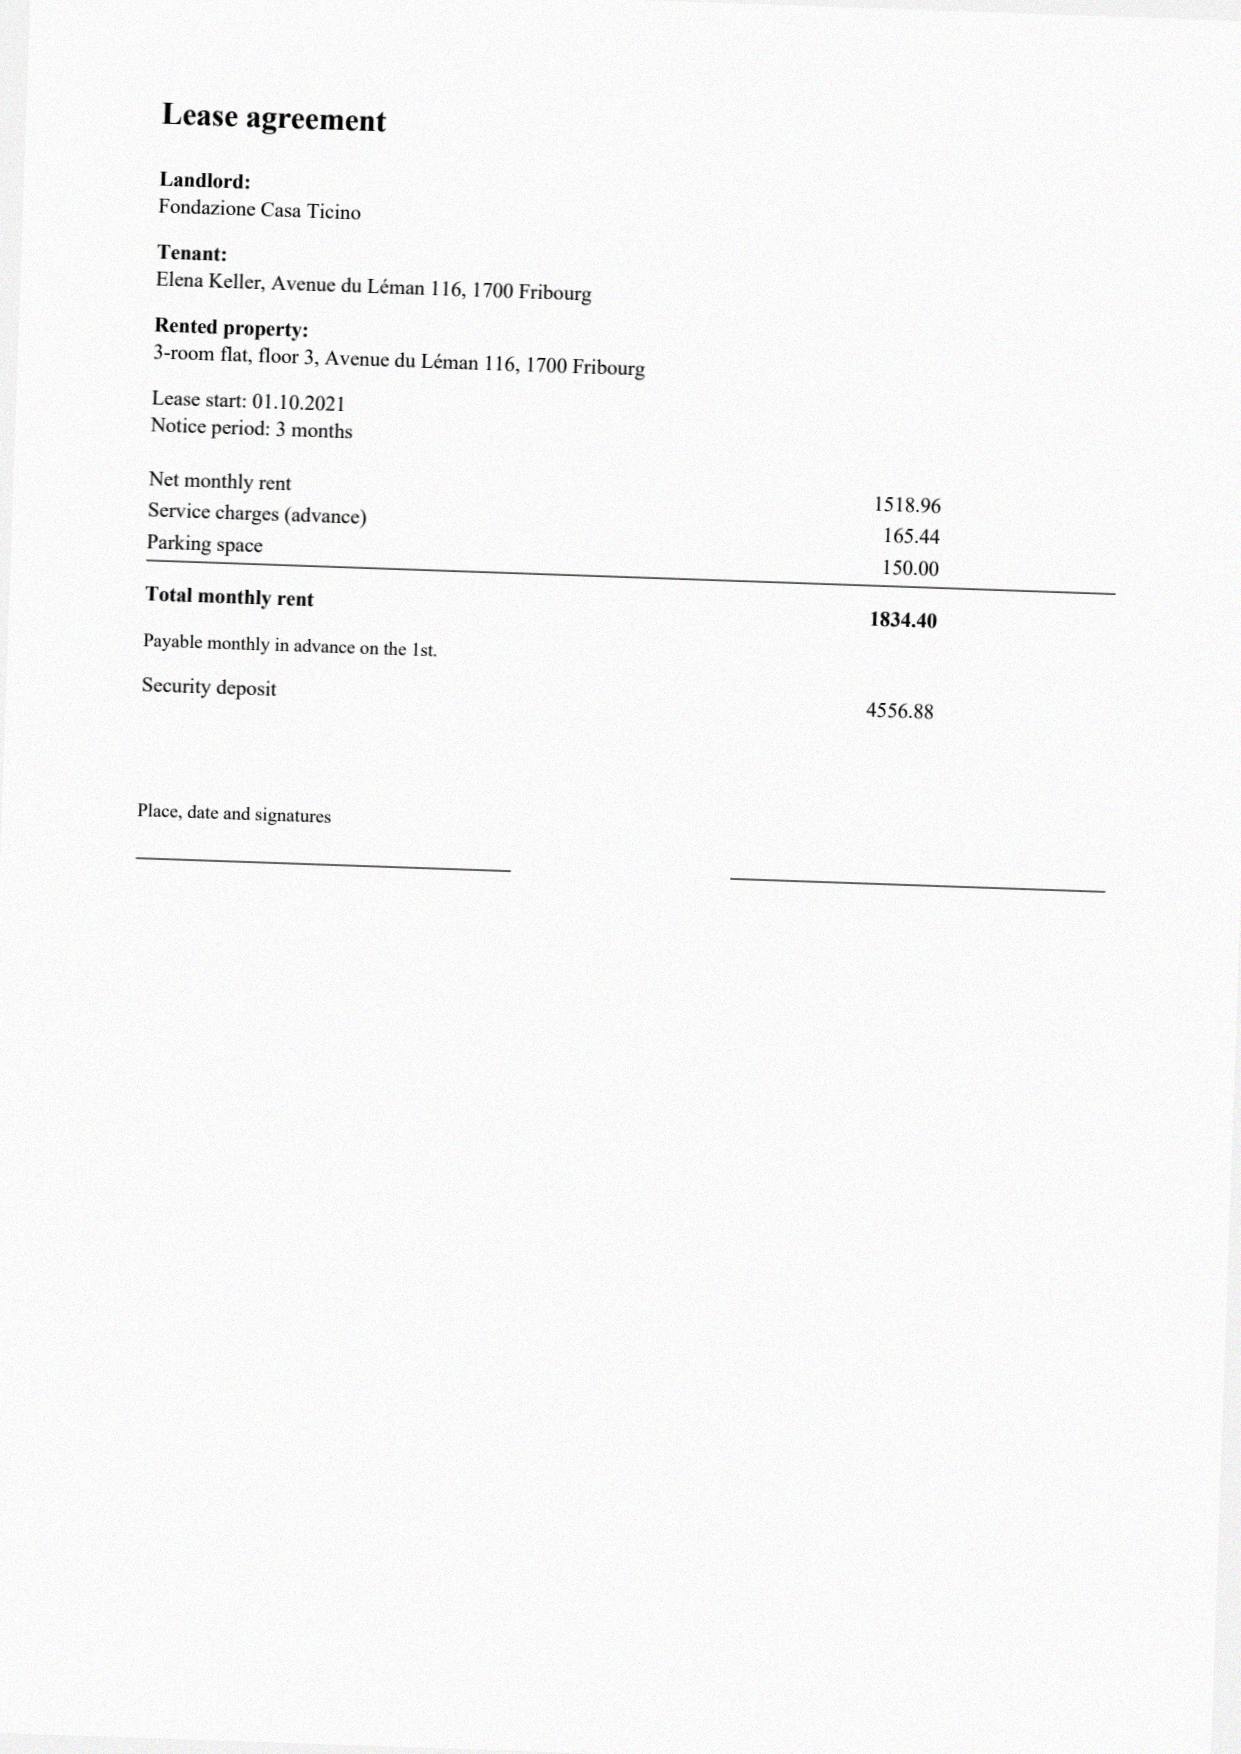 Lease agreement
Landlord:
Fondazione Casa Ticino
Tenant:
Elena Keller, Avenue du Léman 116, 1700 Fribourg
Rented property:
3-room flat, floor 3, Avenue du Léman 116, 1700 Fribourg
Lease start: 01.10.2021
Notice period: 3 months
Net monthly rent 1518.96
Service charges (advance) 165.44
Parking space 150.00
Total monthly rent 1834.40
Payable monthly in advance on the 1st.
Security deposit 4556.88
Place, date and signatures